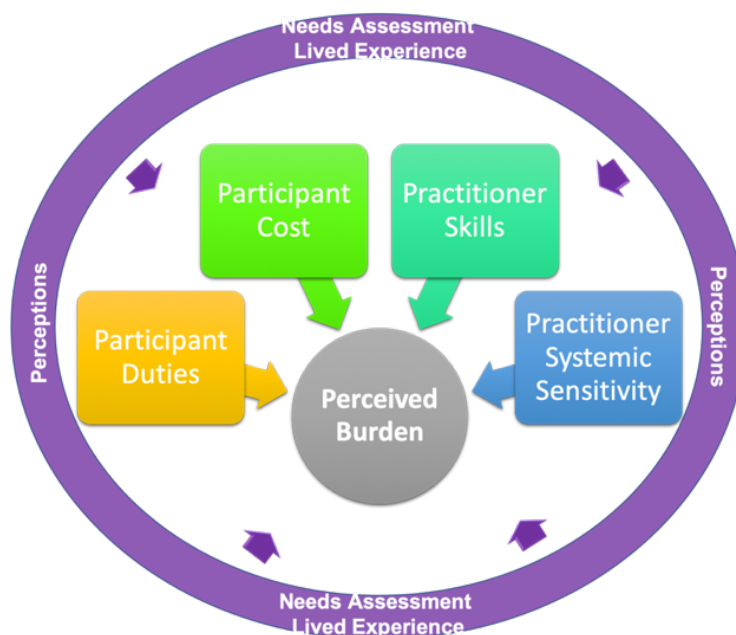 Needs Assessment
Lived Experience
Participant
Cost
Practitioner
Skills
Perceptions
Participant
Duties
Perceived
Burden
Practitioner
Systemic
Sensitivity
Perceptions
Needs Assessment
Lived Experience